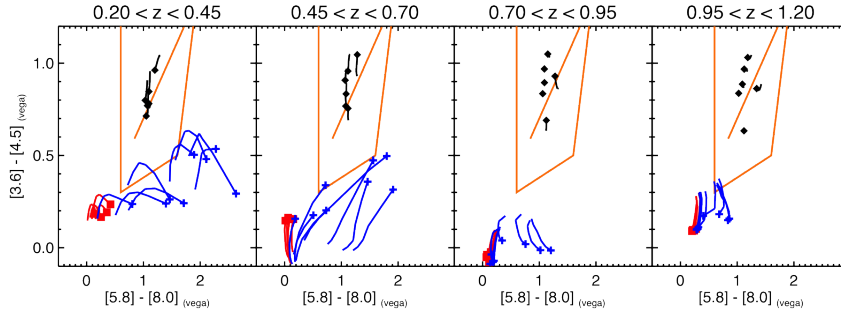 0.20 < z < 0.45 0.45 < z < 0.70 0.70 < z < 0.95 0.95 < z < 1.20
[3.6] - [4.5] (vega)
1.0
0.5
0.0
0 1 2 0 1 2 0 1 2 0 1 2
[5.8] - [8.0] (vega) [5.8] - [8.0] (vega) [5.8] - [8.0] (vega) [5.8] - [8.0] (vega)